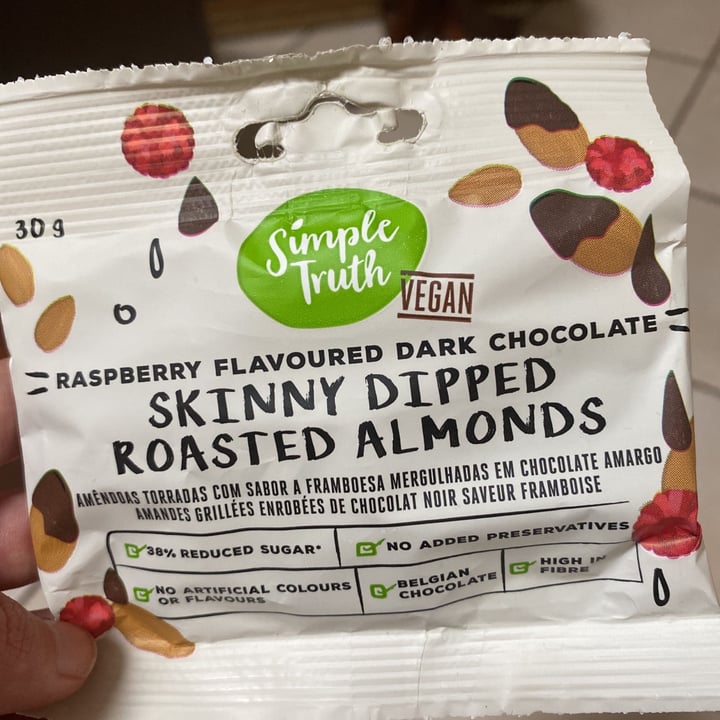 30 g
Simple
Truth
VEGAN
RASPBERRY FLAVOURED DARK CHOCOLATE
SKINNY DIPPED
ROASTED ALMONDS
AMÊNDOAS TORRADAS COM SABOR A FRAMBOESA MERGULHADAS EM CHOCOLATE AMARGO
AMANDES GRILLÉES ENROBÉES DE CHOCOLAT NOIR SAVEUR FRAMBOISE
38% REDUCED SUGAR*
NO ADDED PRESERVATIVES
NO ARTIFICIAL COLOURS
OR FLAVOURS
BELGIAN
CHOCOLATE
HIGH IN
FIBRE